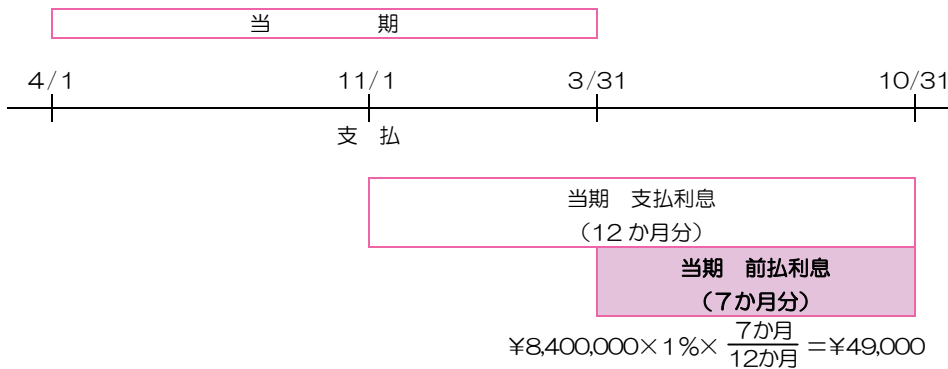 当　　　　期
4/1　11/1　3/31　10/31
支　払
当期　支払利息
（12か月分）
当期　前払利息
（7か月分）
¥8,400,000×1%×7か月/12か月=¥49,000